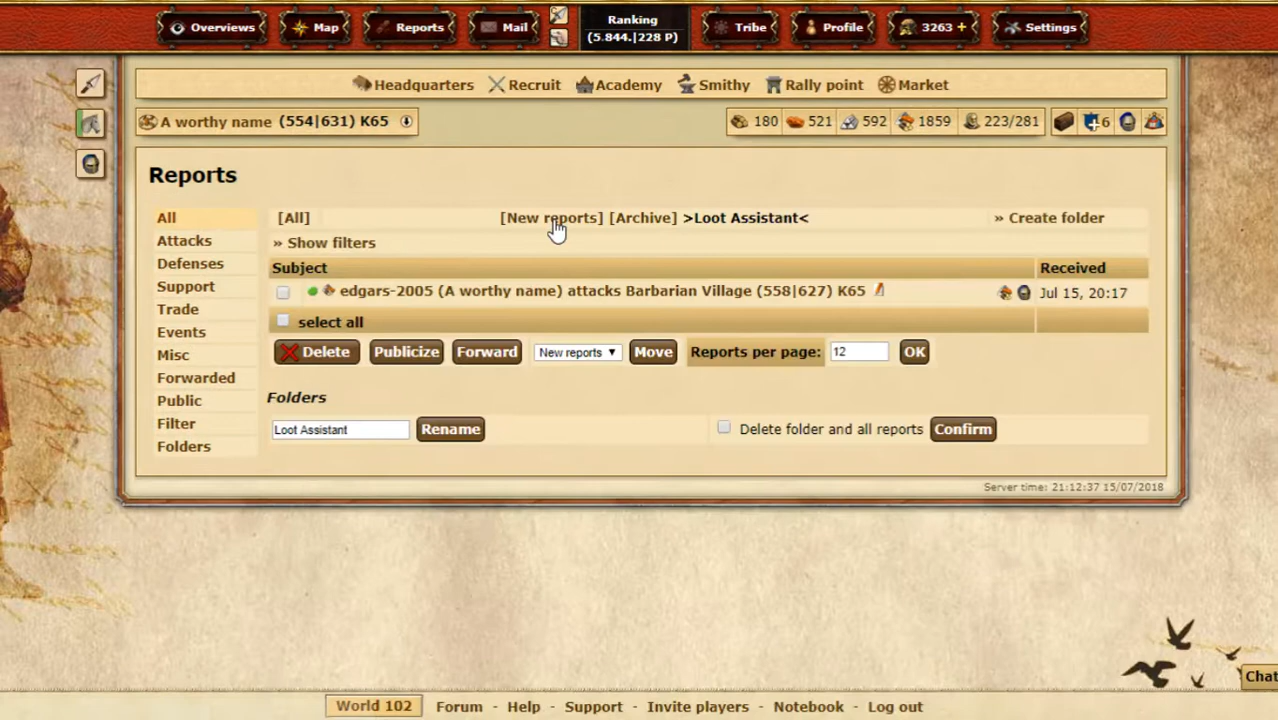 Overviews Map Reports Mail Ranking (5.844.|228 P) Tribe Profile 3263 + Settings
Headquarters Recruit Academy Smithy Rally point Market
A worthy name (554|631) K65 180 521 592 1859 223/281 6
Reports
All [All] [New reports] [Archive] >Loot Assistant< » Create folder
Attacks » Show filters
Defenses Subject Received
Support edgars-2005 (A worthy name) attacks Barbarian Village (558|627) K65 Jul 15, 20:17
Trade select all
Events
Misc Delete Publicize Forward New reports ▼ Move Reports per page: 12 OK
Forwarded
Public Folders
Filter Loot Assistant Rename Delete folder and all reports Confirm
Folders
Server time: 21:12:37 15/07/2018
Chat
World 102 Forum - Help - Support - Invite players - Notebook - Log out